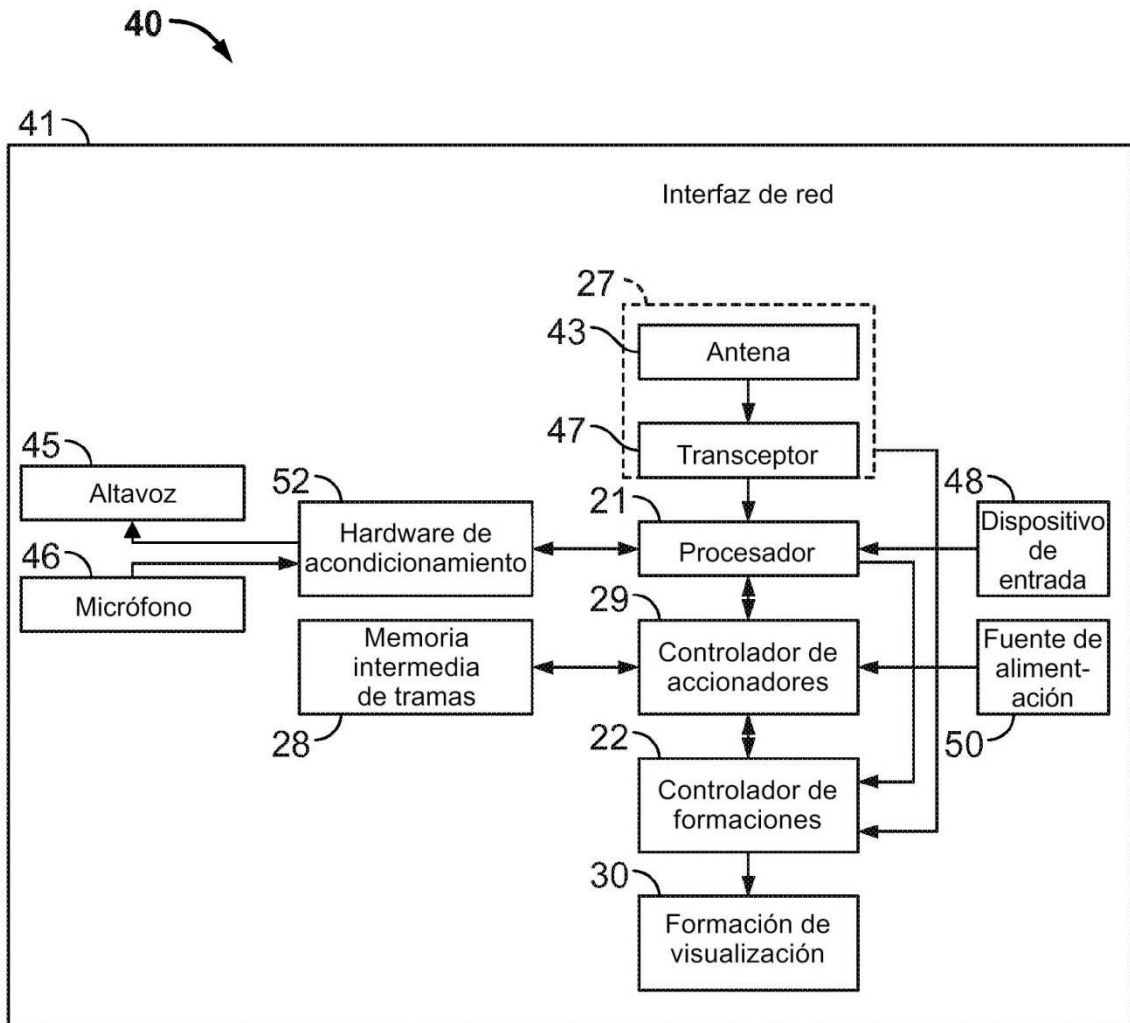 40
41
Interfaz de red
27
43
Antena
47
Transceptor
45
Altavoz
52
Hardware de
acondicionamiento
21
Procesador
48
Dispositivo
de
entrada
46
Micrófono
29
Controlador de
accionadores
Memoria
intermedia
de tramas
28
Fuente de
aliment-
ación
50
22
Controlador de
formaciones
30
Formación de
visualización